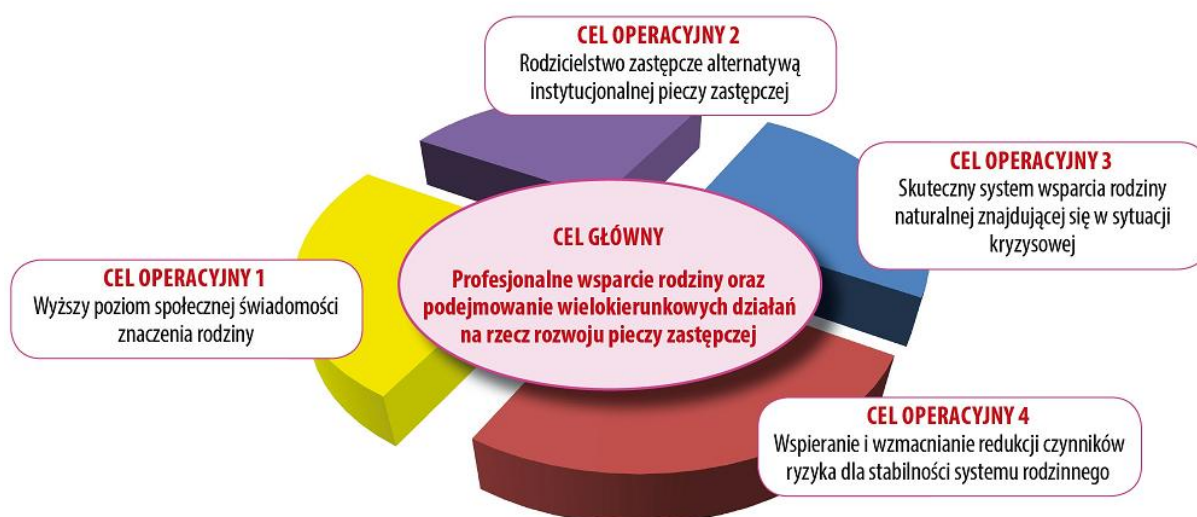 CEL OPERACYJNY 2
Rodzicielstwo zastępcze alternatywą
instytucjonalnej pieczy zastępczej
CEL OPERACYJNY 3
Skuteczny system wsparcia rodziny
naturalnej znajdującej się w sytuacji
kryzysowej
CEL GŁÓWNY
Profesjonalne wsparcie rodziny oraz
podejmowanie wielokierunkowych działań
na rzecz rozwoju pieczy zastępczej
CEL OPERACYJNY 1
Wyższy poziom społecznej świadomości
znaczenia rodziny
CEL OPERACYJNY 4
Wspieranie i wzmacnianie redukcji czynników
ryzyka dla stabilności systemu rodzinnego